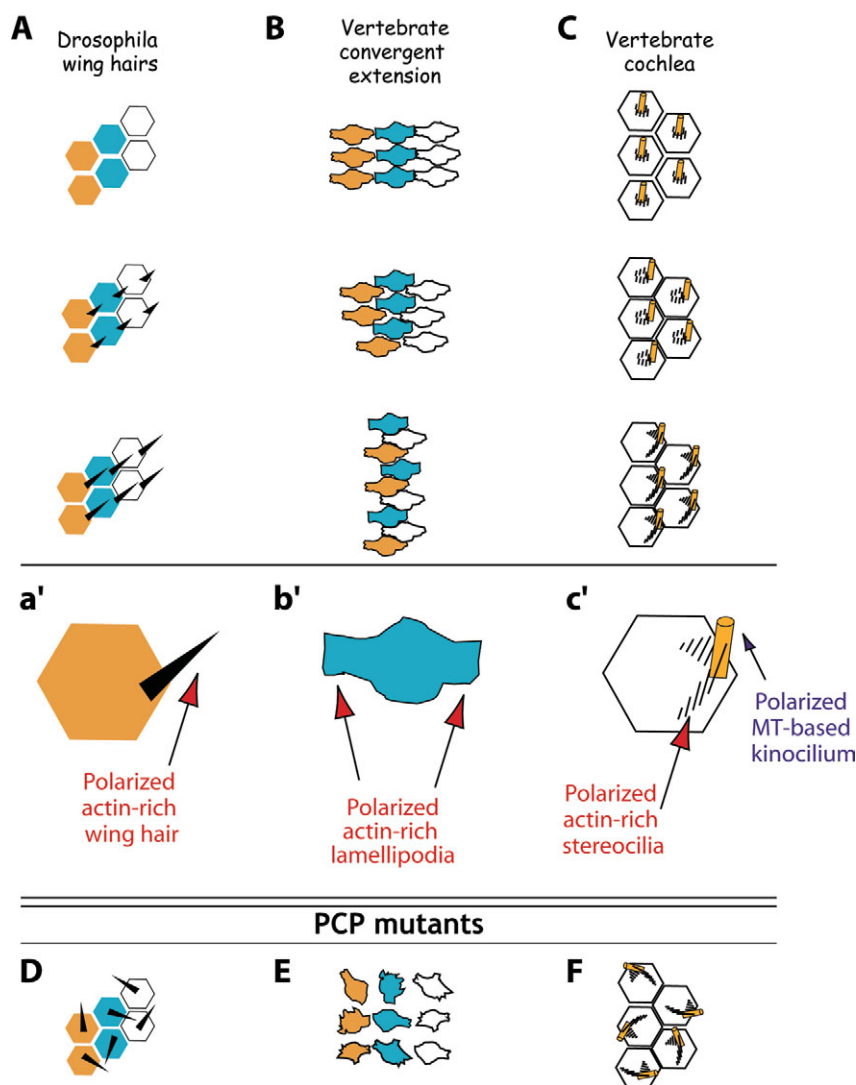 A
Drosophila
wing hairs
B
Vertebrate
convergent
extension
C
Vertebrate
cochlea
a'
b'
c'
Polarized
actin-rich
wing hair
Polarized
actin-rich
lamellipodia
Polarized
actin-rich
stereocilia
Polarized
MT-based
kinocilium
PCP mutants
D
E
F